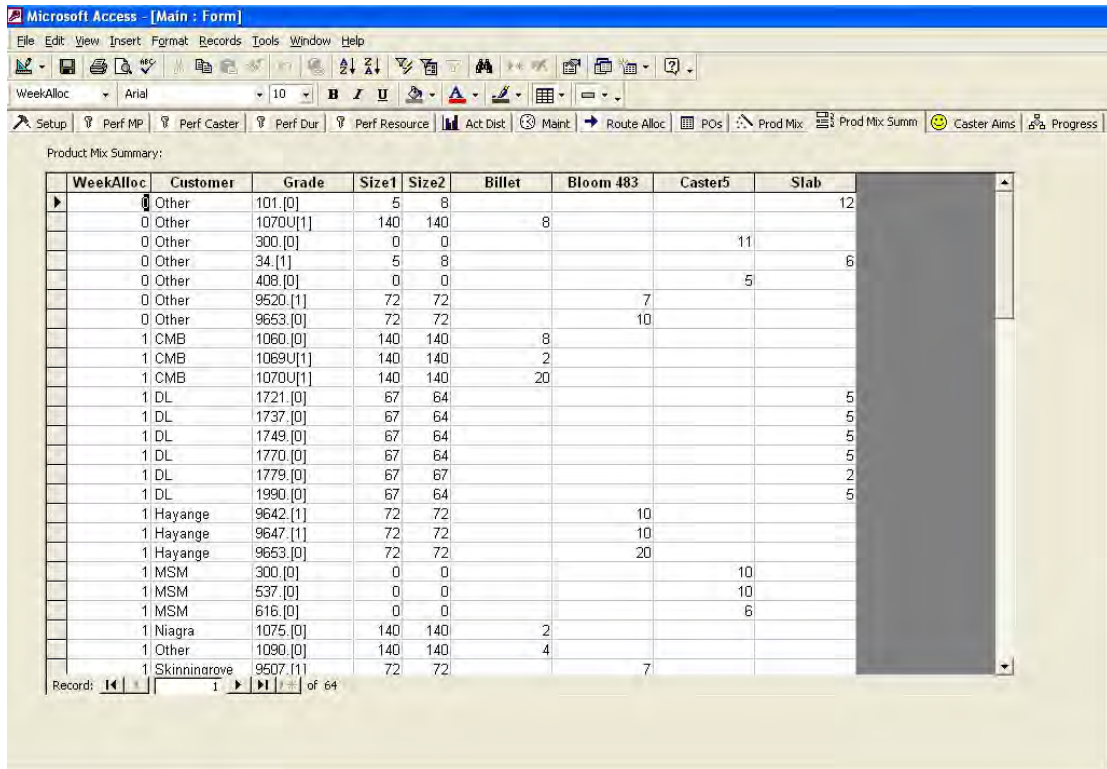 Microsoft Access - [Main : Form]
File Edit View Insert Format Records Tools Window Help
WeekAlloc Arial 10 B I U
Setup Perf MP Perf Caster Perf Dur Perf Resource Act Dist Maint Route Alloc POs Prod Mix Prod Mix Summ Caster Aims Progress
Product Mix Summary:
WeekAlloc Customer Grade Size1 Size2 Billet Bloom 483 Caster5 Slab
0 Other 101.[0] 5 8 12
0 Other 1070U[1] 140 140 8
0 Other 300.[0] 0 0 11
0 Other 34.[1] 5 8 6
0 Other 408.[0] 0 0 5
0 Other 9520.[1] 72 72 7
0 Other 9653.[0] 72 72 10
1 CMB 1060.[0] 140 140 8
1 CMB 1069U[1] 140 140 2
1 CMB 1070U[1] 140 140 20
1 DL 1721.[0] 67 64 5
1 DL 1737.[0] 67 64 5
1 DL 1749.[0] 67 64 5
1 DL 1770.[0] 67 64 5
1 DL 1779.[0] 67 67 2
1 DL 1990.[0] 67 64 5
1 Hayange 9642.[1] 72 72 10
1 Hayange 9647.[1] 72 72 10
1 Hayange 9653.[0] 72 72 20
1 MSM 300.[0] 0 0 10
1 MSM 537.[0] 0 0 10
1 MSM 616.[0] 0 0 6
1 Niagra 1075.[0] 140 140 2
1 Other 1090.[0] 140 140 4
1 Skinningrove 9507.[1] 72 72 7
Record: 1 of 64